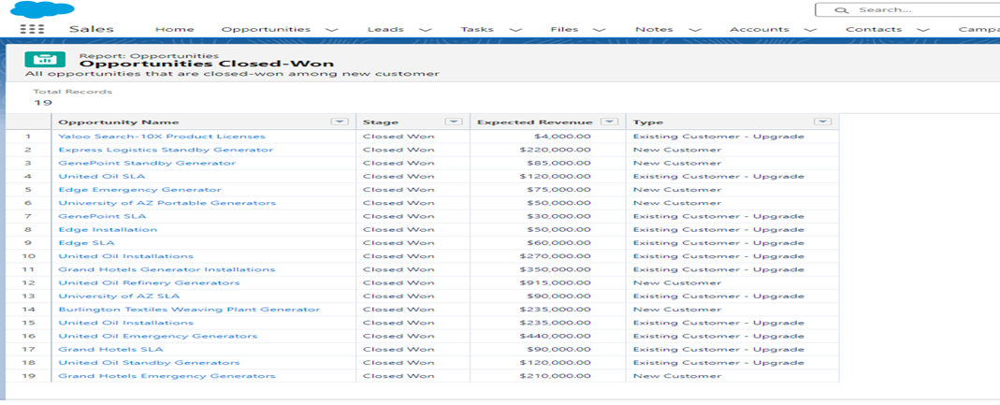 Search...
Sales Home Opportunities Leads Tasks Files Notes Accounts Contacts Campa
Report: Opportunities
Opportunities Closed-Won
All opportunities that are closed-won among new customer
Total Records
19
Opportunity Name Stage Expected Revenue Type
1 Yaloo Search-10X Product Licenses Closed Won $4,000.00 Existing Customer - Upgrade
2 Express Logistics Standby Generator Closed Won $220,000.00 New Customer
3 GenePoint Standby Generator Closed Won $85,000.00 New Customer
4 United Oil SLA Closed Won $120,000.00 Existing Customer - Upgrade
5 Edge Emergency Generator Closed Won $75,000.00 New Customer
6 University of AZ Portable Generators Closed Won $50,000.00 New Customer
7 GenePoint SLA Closed Won $30,000.00 Existing Customer - Upgrade
8 Edge Installation Closed Won $50,000.00 Existing Customer - Upgrade
9 Edge SLA Closed Won $60,000.00 Existing Customer - Upgrade
10 United Oil Installations Closed Won $270,000.00 Existing Customer - Upgrade
11 Grand Hotels Generator Installations Closed Won $350,000.00 Existing Customer - Upgrade
12 United Oil Refinery Generators Closed Won $915,000.00 New Customer
13 University of AZ SLA Closed Won $90,000.00 Existing Customer - Upgrade
14 Burlington Textiles Weaving Plant Generator Closed Won $235,000.00 New Customer
15 United Oil Installations Closed Won $235,000.00 Existing Customer - Upgrade
16 United Oil Emergency Generators Closed Won $440,000.00 Existing Customer - Upgrade
17 Grand Hotels SLA Closed Won $90,000.00 Existing Customer - Upgrade
18 United Oil Standby Generators Closed Won $120,000.00 Existing Customer - Upgrade
19 Grand Hotels Emergency Generators Closed Won $210,000.00 New Customer